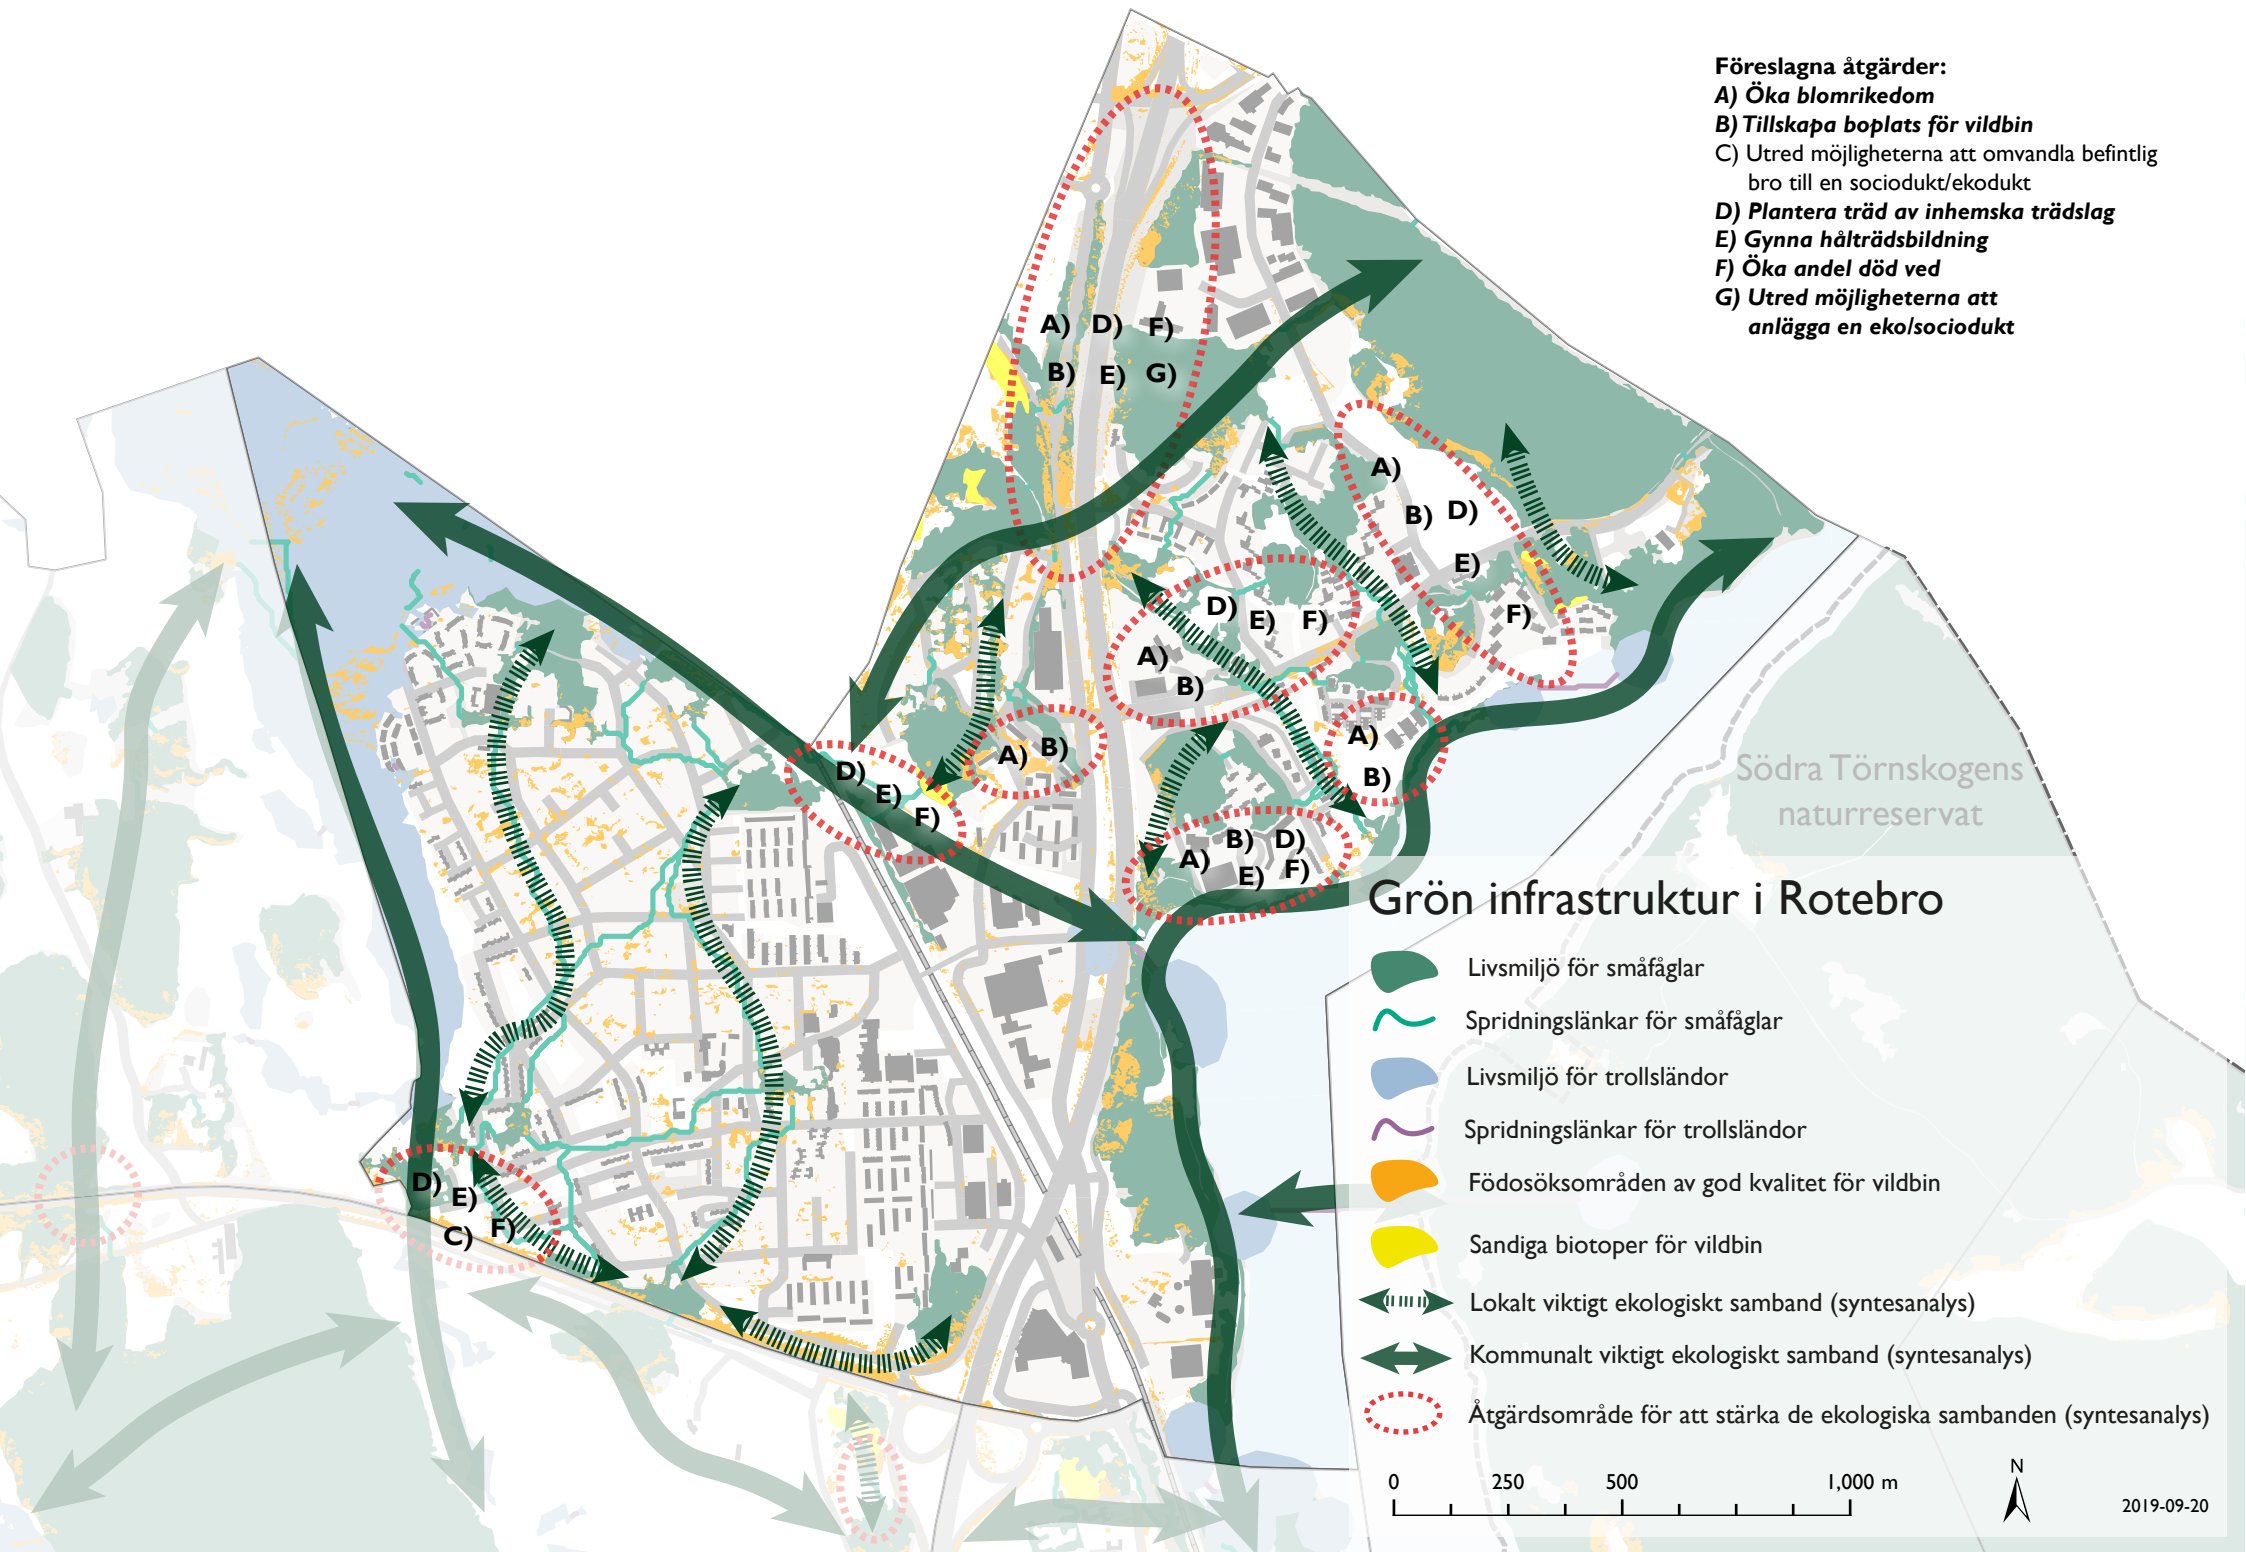 Föreslagna åtgärder:
A) Öka blomrikedom
B) Tillskapa boplats för vildbin
C) Utred möjligheterna att omvandla befintlig
bro till en sociodukt/ekodukt
D) Plantera träd av inhemska trädslag
E) Gynna hålträdsbildning
F) Öka andel död ved
G) Utred möjligheterna att
anlägga en eko/sociodukt
A) D) F)
B) E) G)
A)
B) D)
E)
F)
D) E) F)
A)
B)
A) B)
A)
B)
D)
E)
F)
B) D)
A) E) F)
D) E)
C) F)
Södra Törnskogens
naturreservat
Grön infrastruktur i Rotebro
Livsmiljö för småfåglar
Spridningslänkar för småfåglar
Livsmiljö för trollsländor
Spridningslänkar för trollsländor
Födosöksområden av god kvalitet för vildbin
Sandiga biotoper för vildbin
Lokalt viktigt ekologiskt samband (syntesanalys)
Kommunalt viktigt ekologiskt samband (syntesanalys)
Åtgärdsområde för att stärka de ekologiska sambanden (syntesanalys)
0 250 500 1,000 m
N
2019-09-20